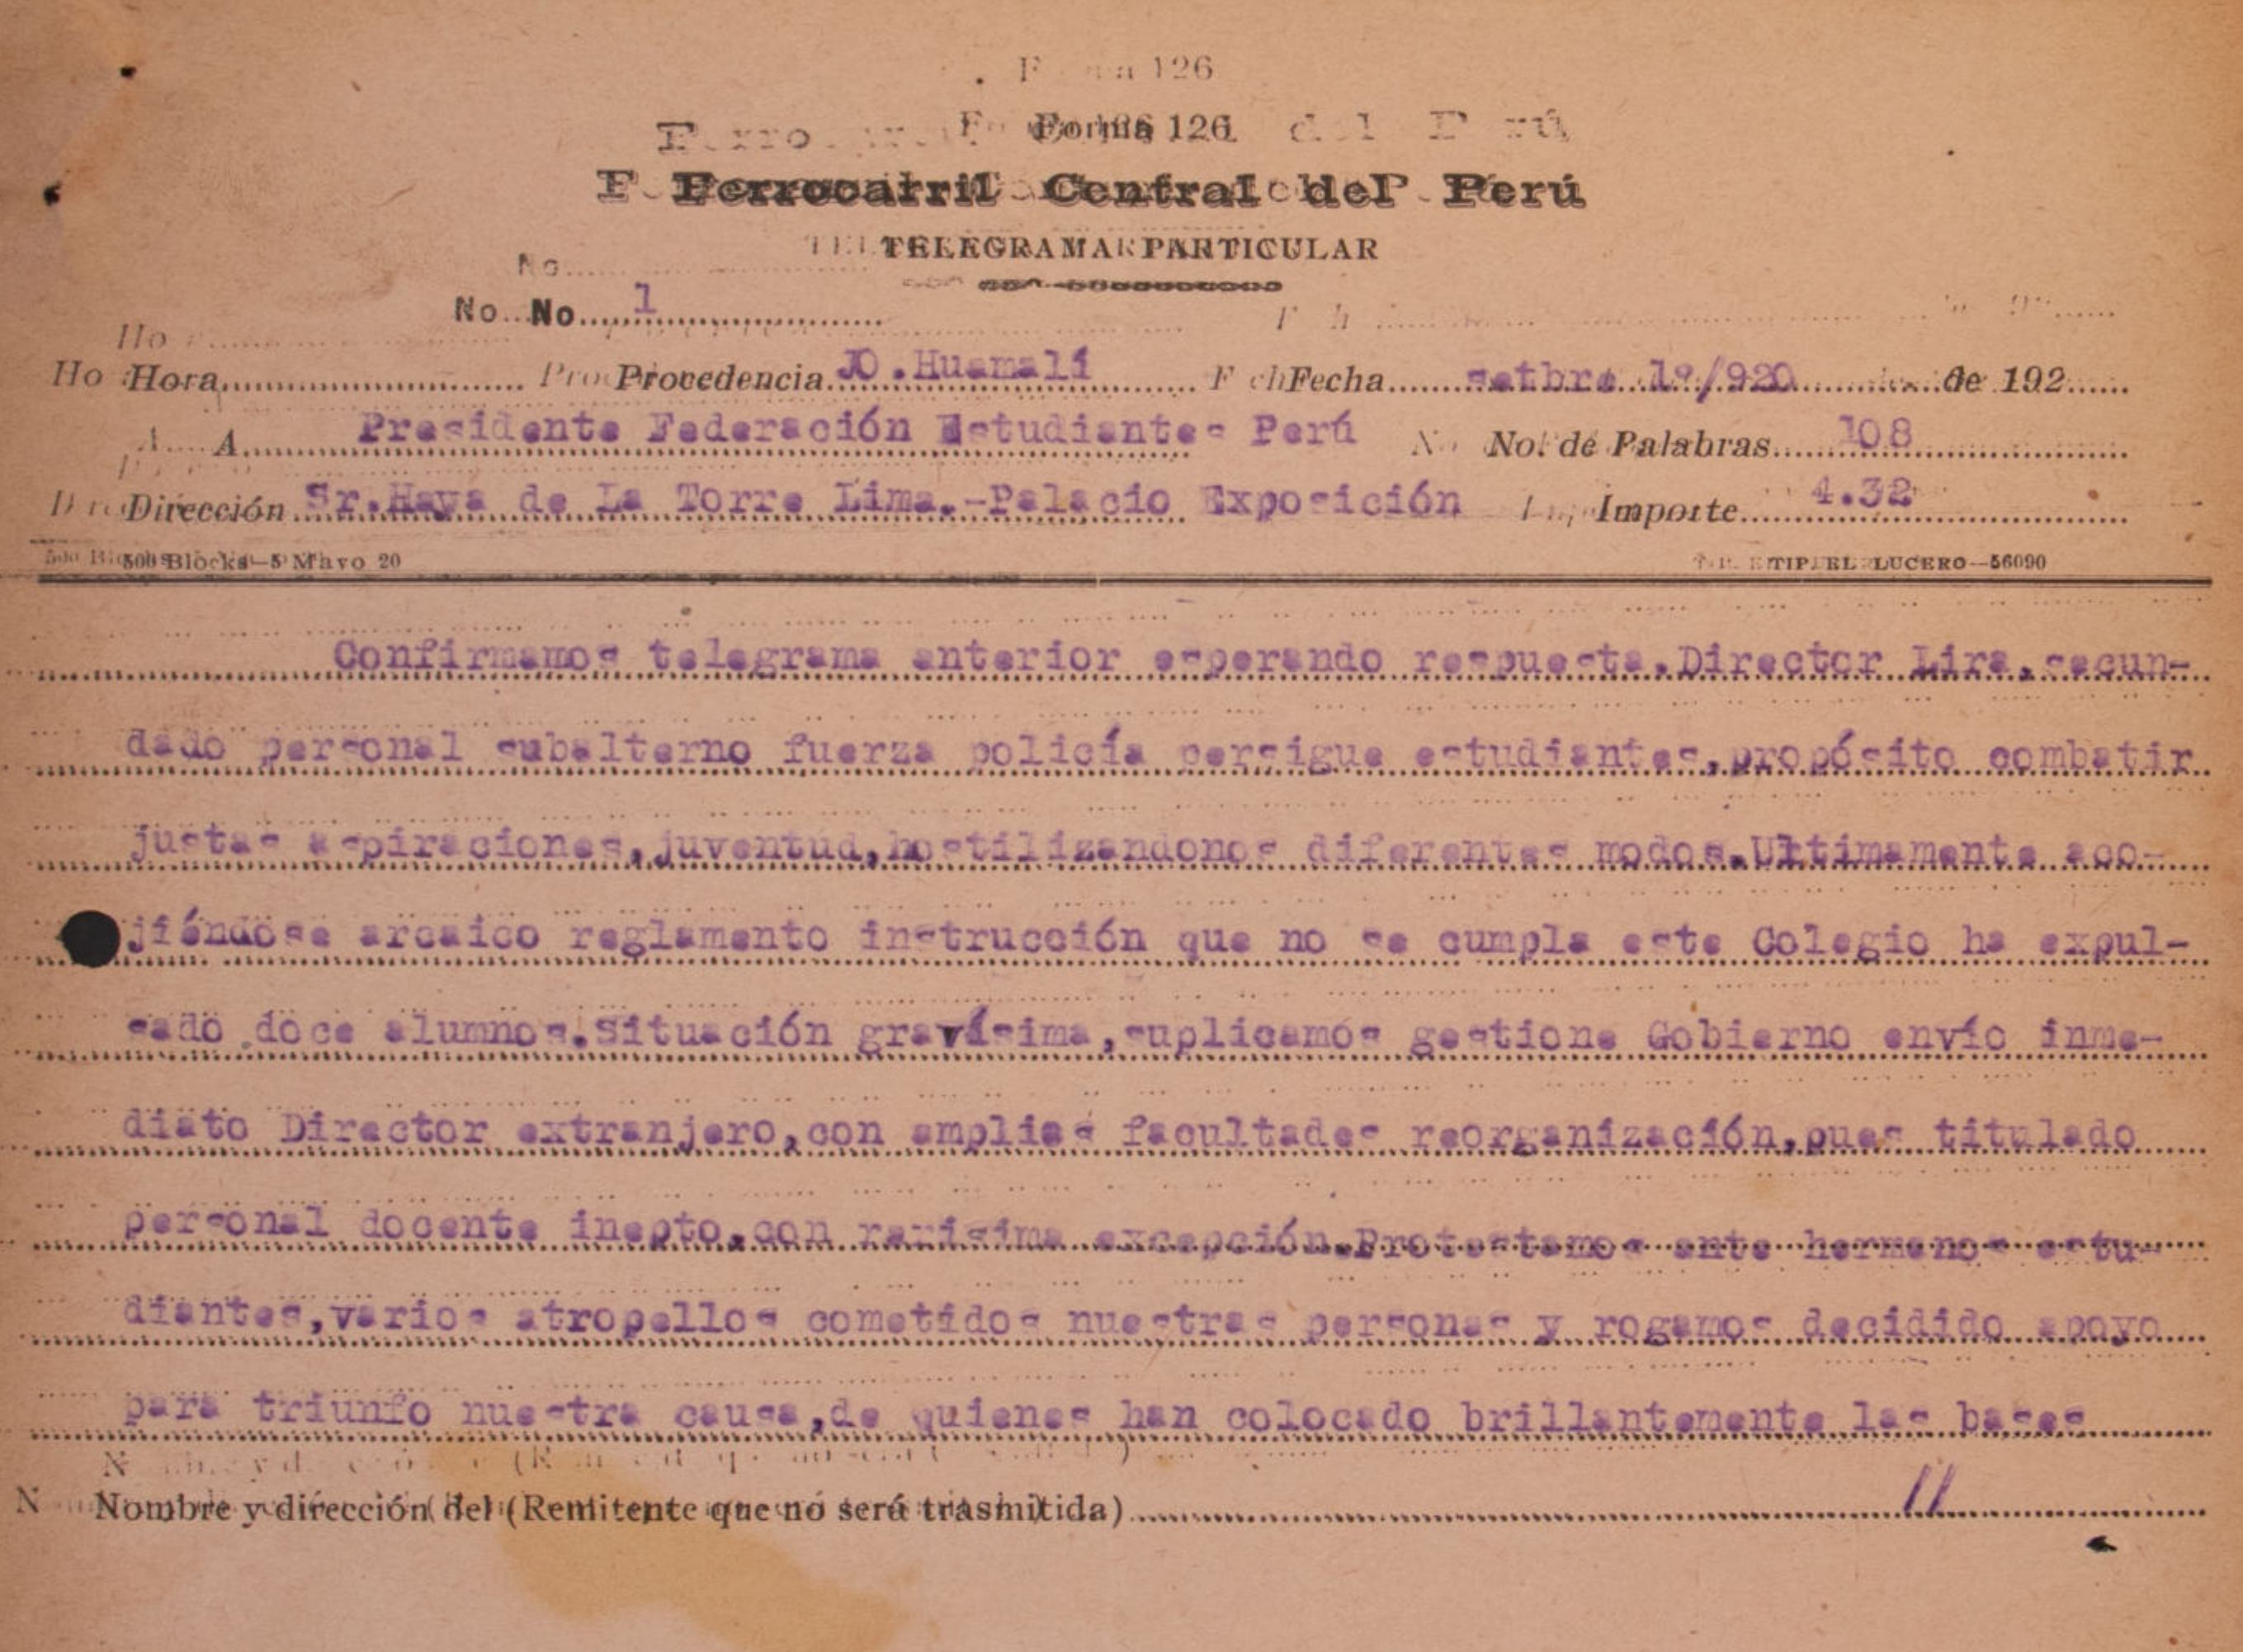 Forma 126
Ferrocarril Central del Perú
TELEGRAMA PARTICULAR
No. 1
Hora Procedencia JO.Huamalí Fecha setbre 1º/920 de 192
A Presidente Federación Estudiantes Perú No. de Palabras 108
Dirección Sr.Haya de La Torre Lima.-Palacio Exposición Importe 4.32
500 Blocks—5 Mayo 20 TIP. EL LUCERO—56090
Confirmamos telegrama anterior esperando respuesta.Director Lira,secun-
dado personal subalterno fuerza policía persigue estudiantes,propósito combatir
justas aspiraciones,juventud,hostilizandonos diferentes modos.Ultimamente aco-
jiéndose arcaico reglamento instrucción que no se cumple este Colegio ha expul-
sado doce alumnos.Situación gravísima,suplicamos gestione Gobierno envío inme-
diato Director extranjero,con amplias facultades reorganización,pues titulado
personal docente inepto,con rarisima excepción.Protestamos ante hermanos estu-
diantes,varios atropellos cometidos nuestras personas y rogamos decidido apoyo
para triunfo nuestra causa,de quienes han colocado brillantemente las bases
Nombre y dirección del (Remitente que no será trasmitida) //